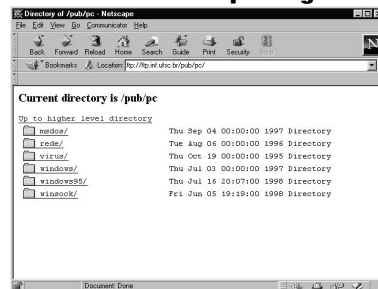 Directory of /pub/pc - Netscape
File Edit View Go Communicator Help
Back Forward Reload Home Search Guide Print Security Stop
Bookmarks Location: ftp://ftp.inf.ufsc.br/pub/pc/
Current directory is /pub/pc
Up to higher level directory
msdos/ Thu Sep 04 00:00:00 1997 Directory
rede/ Tue Aug 06 00:00:00 1996 Directory
virus/ Thu Oct 19 00:00:00 1995 Directory
windows/ Thu Jul 03 00:00:00 1997 Directory
windows95/ Thu Jul 16 20:07:00 1998 Directory
winsock/ Fri Jun 05 19:19:00 1998 Directory
Document: Done